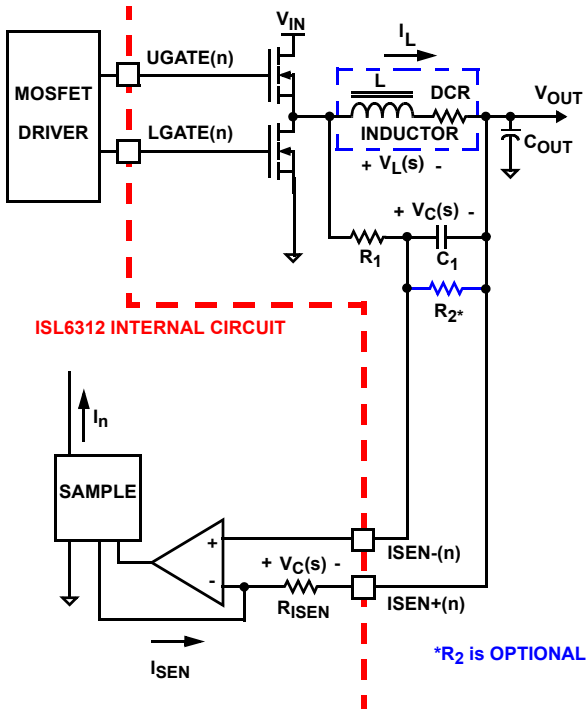 V_IN
I_L
UGATE(n)
L
DCR
V_OUT
MOSFET
DRIVER
LGATE(n)
INDUCTOR
C_OUT
+ V_L(s) -
+ V_C(s) -
R_1
C_1
R_2*
ISL6312 INTERNAL CIRCUIT
I_n
SAMPLE
+
-
ISEN-(n)
+ V_C(s) -
R_ISEN
ISEN+(n)
I_SEN
*R_2 is OPTIONAL